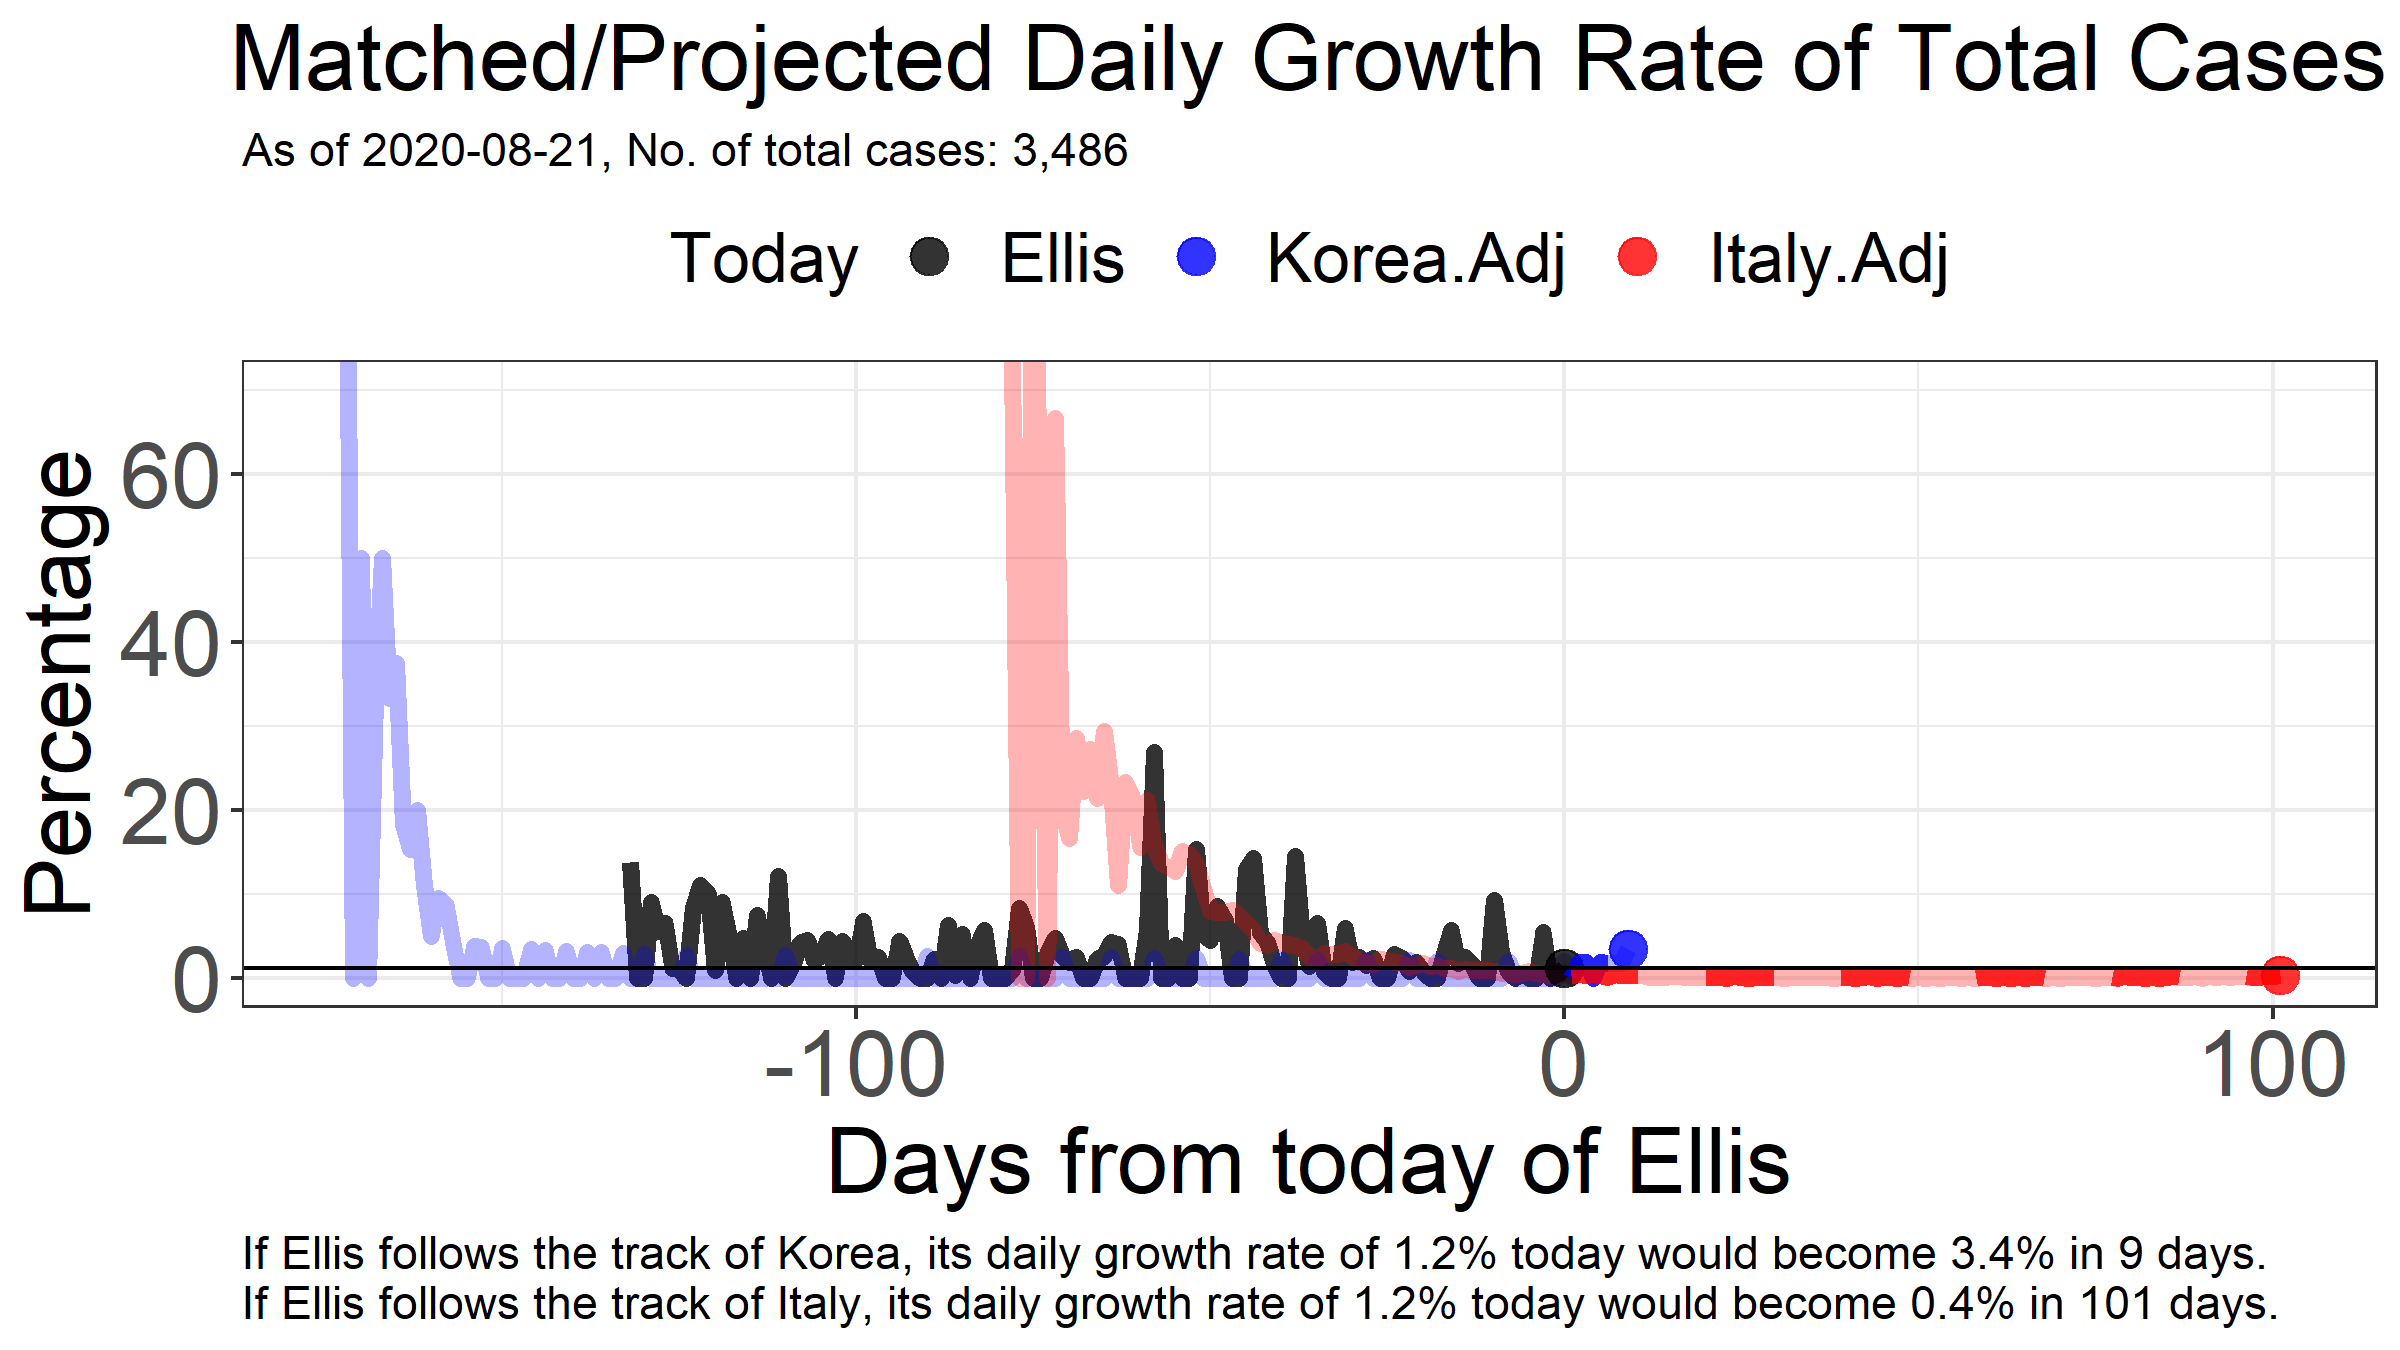 Matched/Projected Daily Growth Rate of Total Cases
As of 2020-08-21, No. of total cases: 3,486
Today Ellis Korea.Adj Italy.Adj
Percentage
60
40
20
0
-100 0 100
Days from today of Ellis
If Ellis follows the track of Korea, its daily growth rate of 1.2% today would become 3.4% in 9 days.
If Ellis follows the track of Italy, its daily growth rate of 1.2% today would become 0.4% in 101 days.